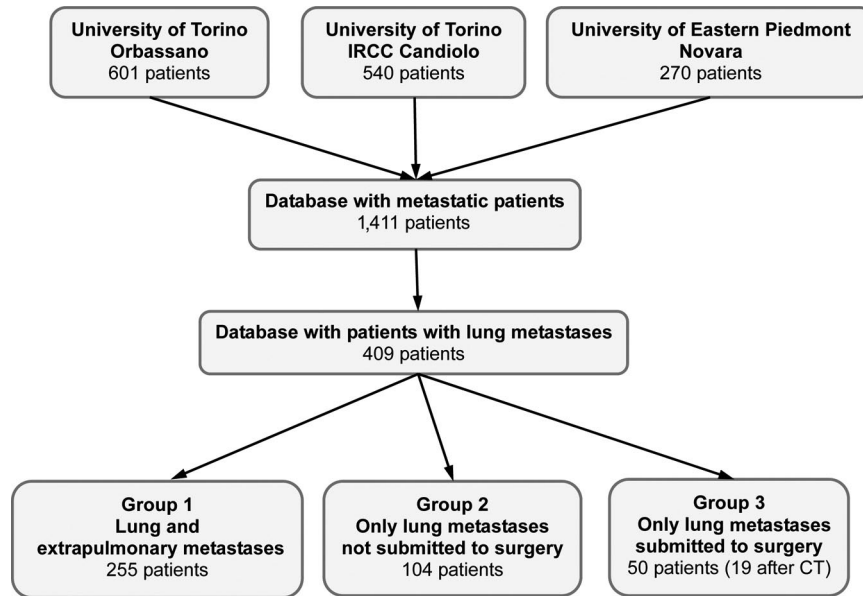 University of Torino
Orbassano
601 patients
University of Torino
IRCC Candiolo
540 patients
University of Eastern Piedmont
Novara
270 patients
Database with metastatic patients
1,411 patients
Database with patients with lung metastases
409 patients
Group 1
Lung and
extrapulmonary metastases
255 patients
Group 2
Only lung metastases
not submitted to surgery
104 patients
Group 3
Only lung metastases
submitted to surgery
50 patients (19 after CT)